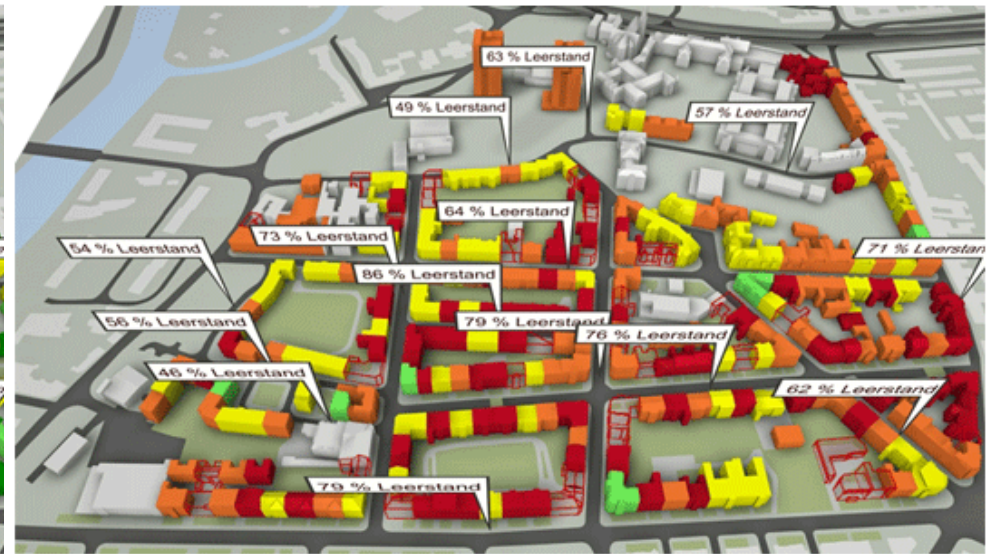 63 % Leerstand
49 % Leerstand
57 % Leerstand
64 % Leerstand
73 % Leerstand
54 % Leerstand
71 % Leerstan
86 % Leerstand
56 % Leerstand
79 % Leerstand
76 % Leerstand
46 % Leerstand
62 % Leerstand
79 % Leerstand